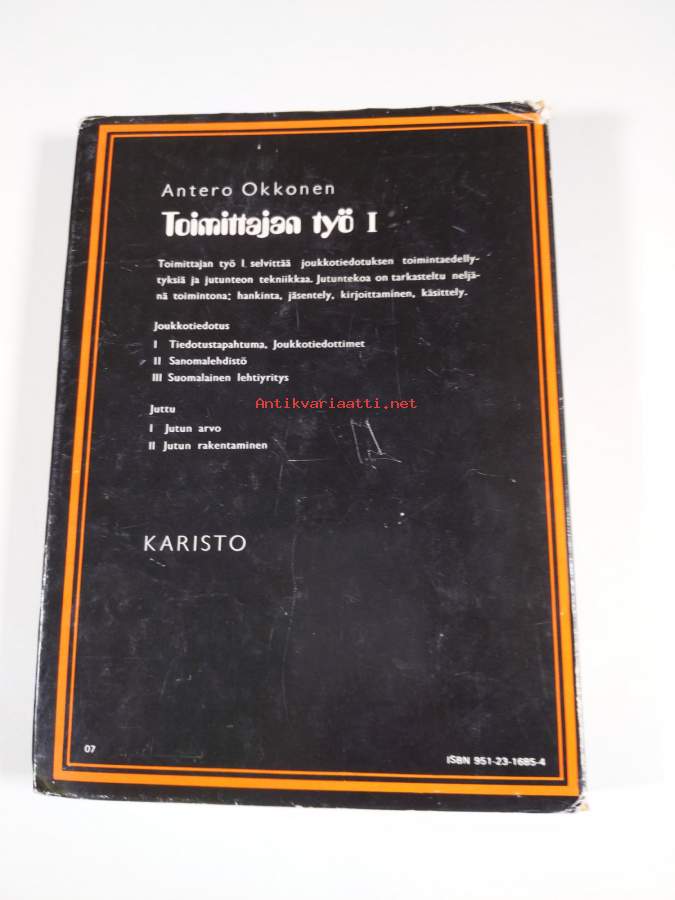 Antero Okkonen
Toimittajan työ I
Toimittajan työ I selvittää joukkotiedotuksen toimintaedelly-
tyksiä ja jutunteon tekniikkaa. Jutuntekoa on tarkasteltu neljä-
nä toimintona: hankinta, jäsentely, kirjoittaminen, käsittely.
Joukkotiedotus
I Tiedotustapahtuma, Joukkotiedottimet
II Sanomalehdistö
III Suomalainen lehtiyritys
Antikvariaatti.net
Juttu
I Jutun arvo
II Jutun rakentaminen
KARISTO
07
ISBN 951-23-1685-4